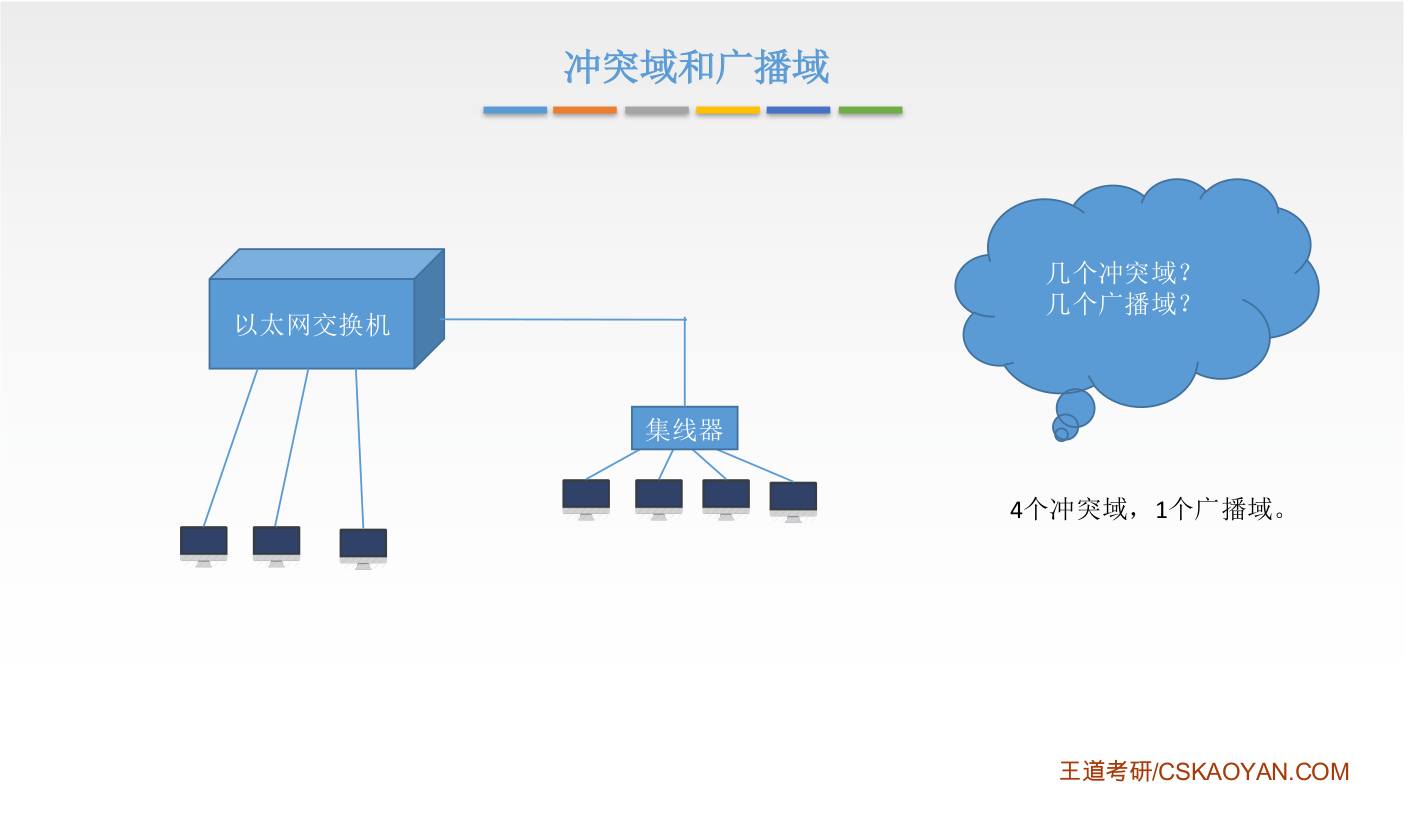 冲突域和广播域
以太网交换机
集线器
几个冲突域?
几个广播域?
4个冲突域，1个广播域。
王道考研/CSKAOYAN.COM